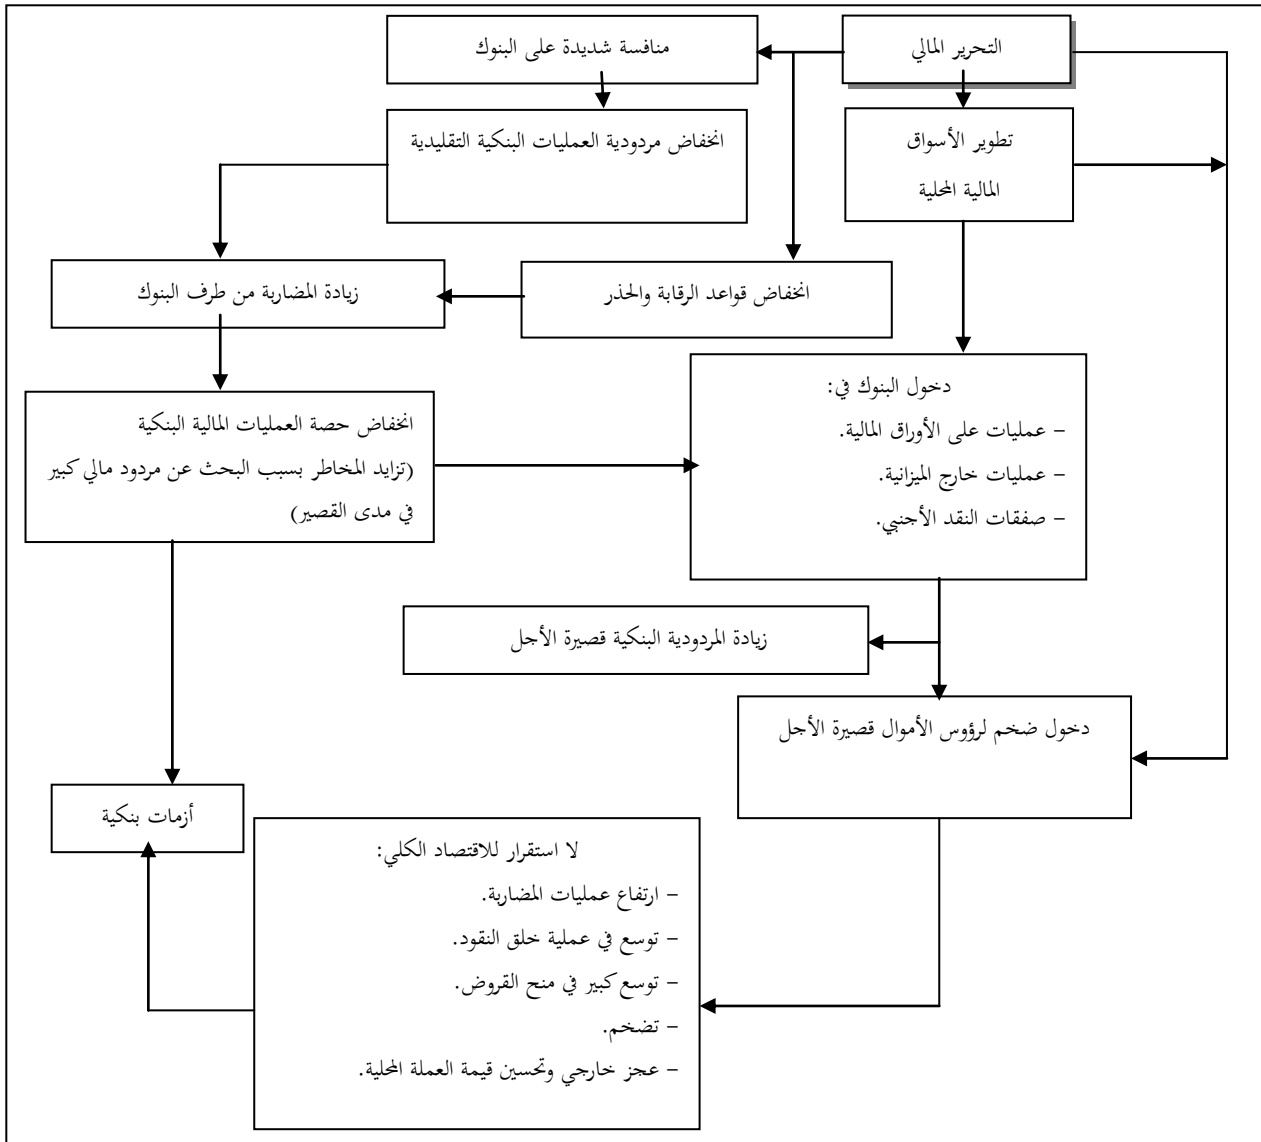 التحرير المالي
منافسة شديدة على البنوك
تطوير الأسواق
المالية المحلية
انخفاض مردودية العمليات البنكية التقليدية
انخفاض قواعد الرقابة والحذر
زيادة المضاربة من طرف البنوك
دخول البنوك في:
- عمليات على الأوراق المالية.
- عمليات خارج الميزانية.
- صفقات النقد الأجنبي.
انخفاض حصة العمليات المالية البنكية
(تزايد المخاطر بسبب البحث عن مردود مالي كبير
في مدى القصير)
زيادة المردودية البنكية قصيرة الأجل
دخول ضخم لرؤوس الأموال قصيرة الأجل
أزمات بنكية
لا استقرار للاقتصاد الكلي:
- ارتفاع عمليات المضاربة.
- توسع في عملية خلق النقود.
- توسع كبير في منح القروض.
- تضخم.
- عجز خارجي وتحسين قيمة العملة المحلية.